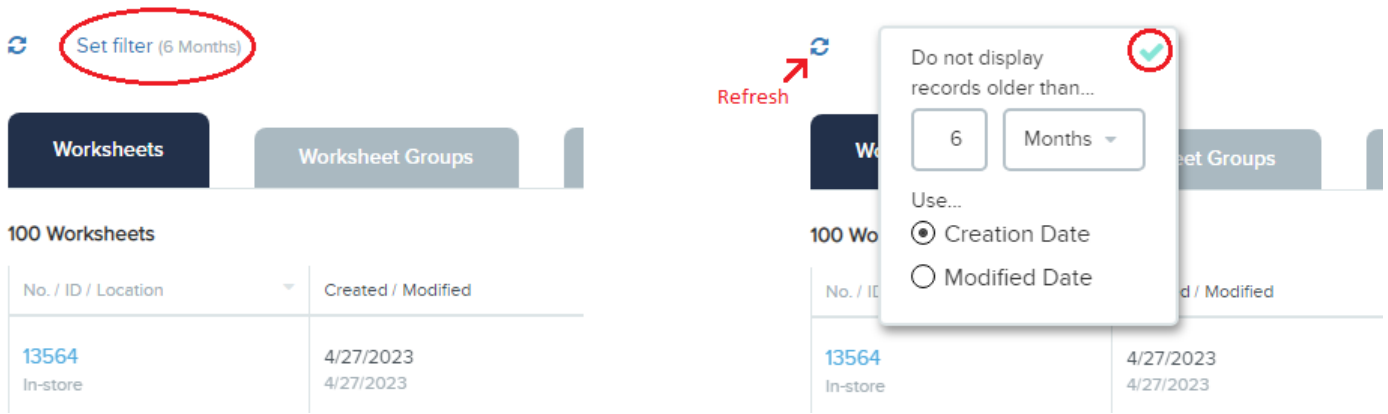 Set filter (6 Months)
Worksheets
Worksheet Groups
100 Worksheets
No. / ID / Location
Created / Modified
13564
4/27/2023
In-store
4/27/2023
Refresh
Do not display
records older than...
6
Months
Use...
Creation Date
Modified Date
Wo
eet Groups
100 Wo
No. / ID
d / Modified
13564
4/27/2023
In-store
4/27/2023